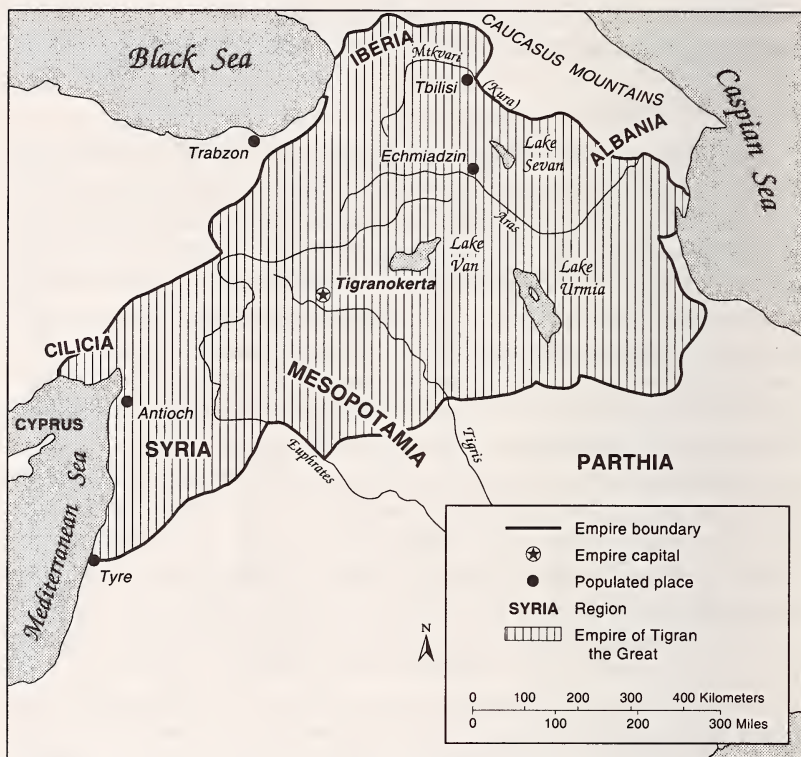 Black Sea
CAUCASUS MOUNTAINS
IBERIA
Mtkvari
(Kura)
Tbilisi
Caspian Sea
ALBANIA
Trabzon
Echmiadzin
Lake
Sevan
Aras
Lake
Van
Lake
Urmia
Tigranokerta
CILICIA
MESOPOTAMIA
Antioch
CYPRUS
SYRIA
Mediterranean Sea
Euphrates
Tigris
PARTHIA
Tyre
N
Empire boundary
Empire capital
Populated place
SYRIA Region
Empire of Tigran
the Great
0 100 200 300 400 Kilometers
0 100 200 300 Miles